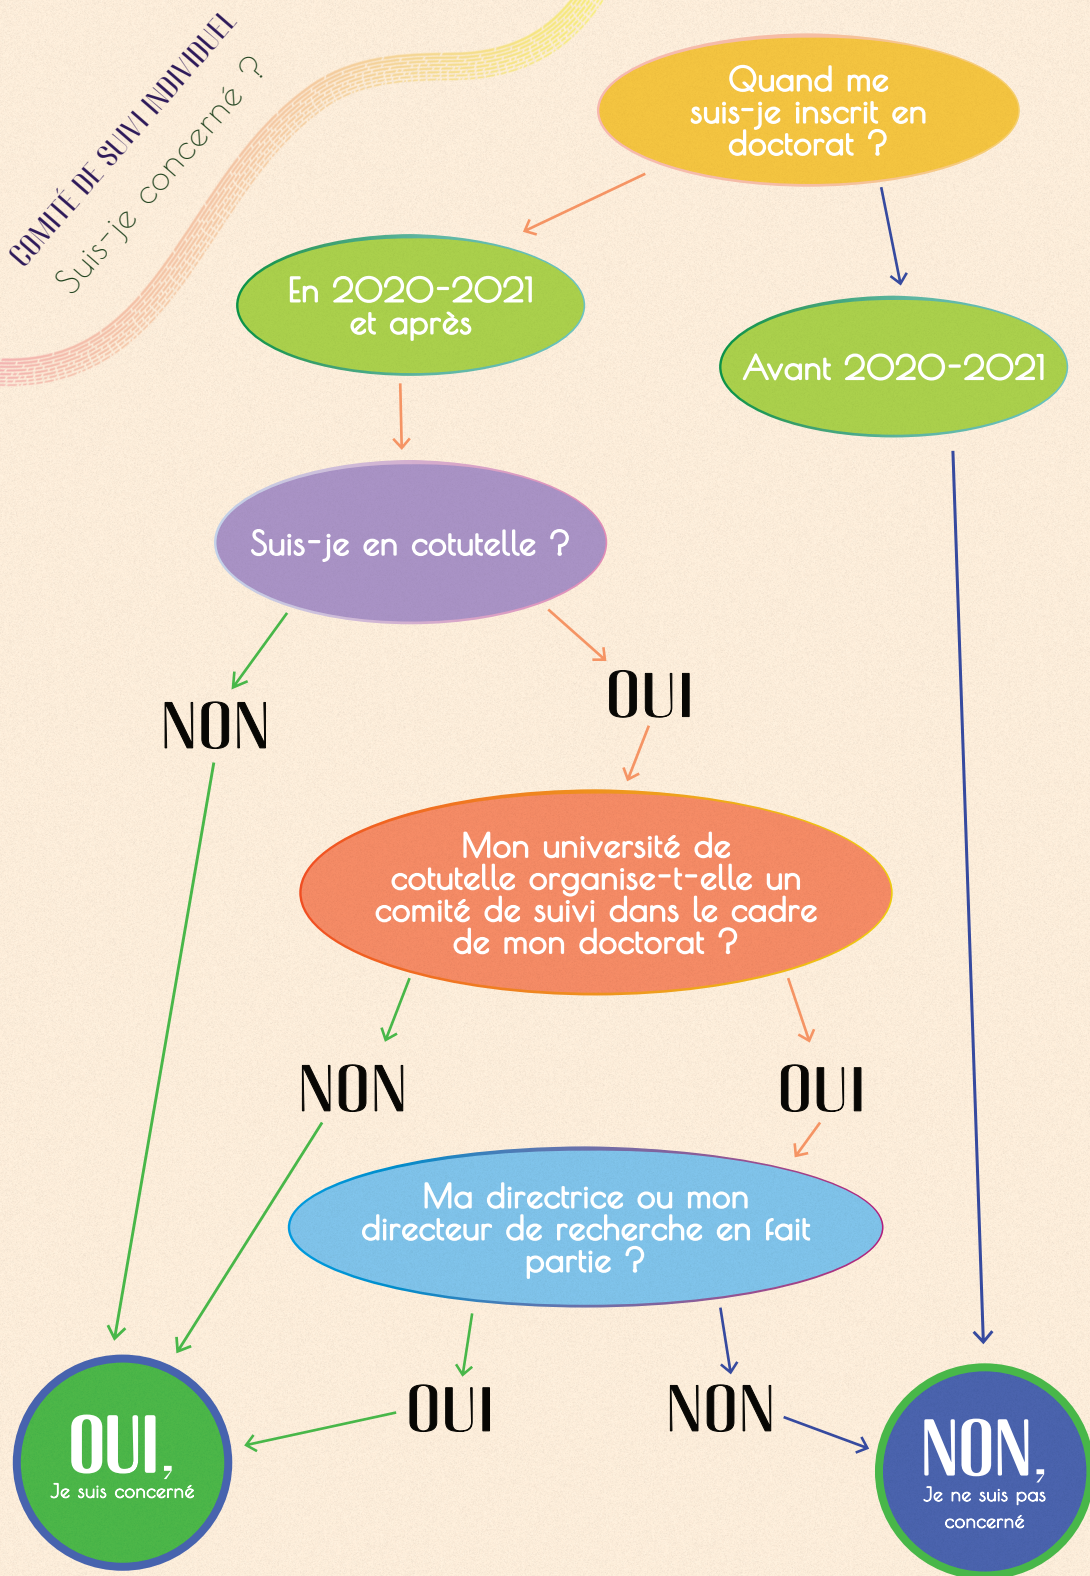 COMITÉ DE SUIVI INDIVIDUEL
Suis-je concerné ?
Quand me
suis-je inscrit en
doctorat ?
En 2020-2021
et après
Avant 2020-2021
Suis-je en cotutelle ?
NON
OUI
Mon université de
cotutelle organise-t-elle un
comité de suivi dans le cadre
de mon doctorat ?
NON
OUI
Ma directrice ou mon
directeur de recherche en fait
partie ?
OUI
NON
OUI,
Je suis concerné
NON,
Je ne suis pas
concerné